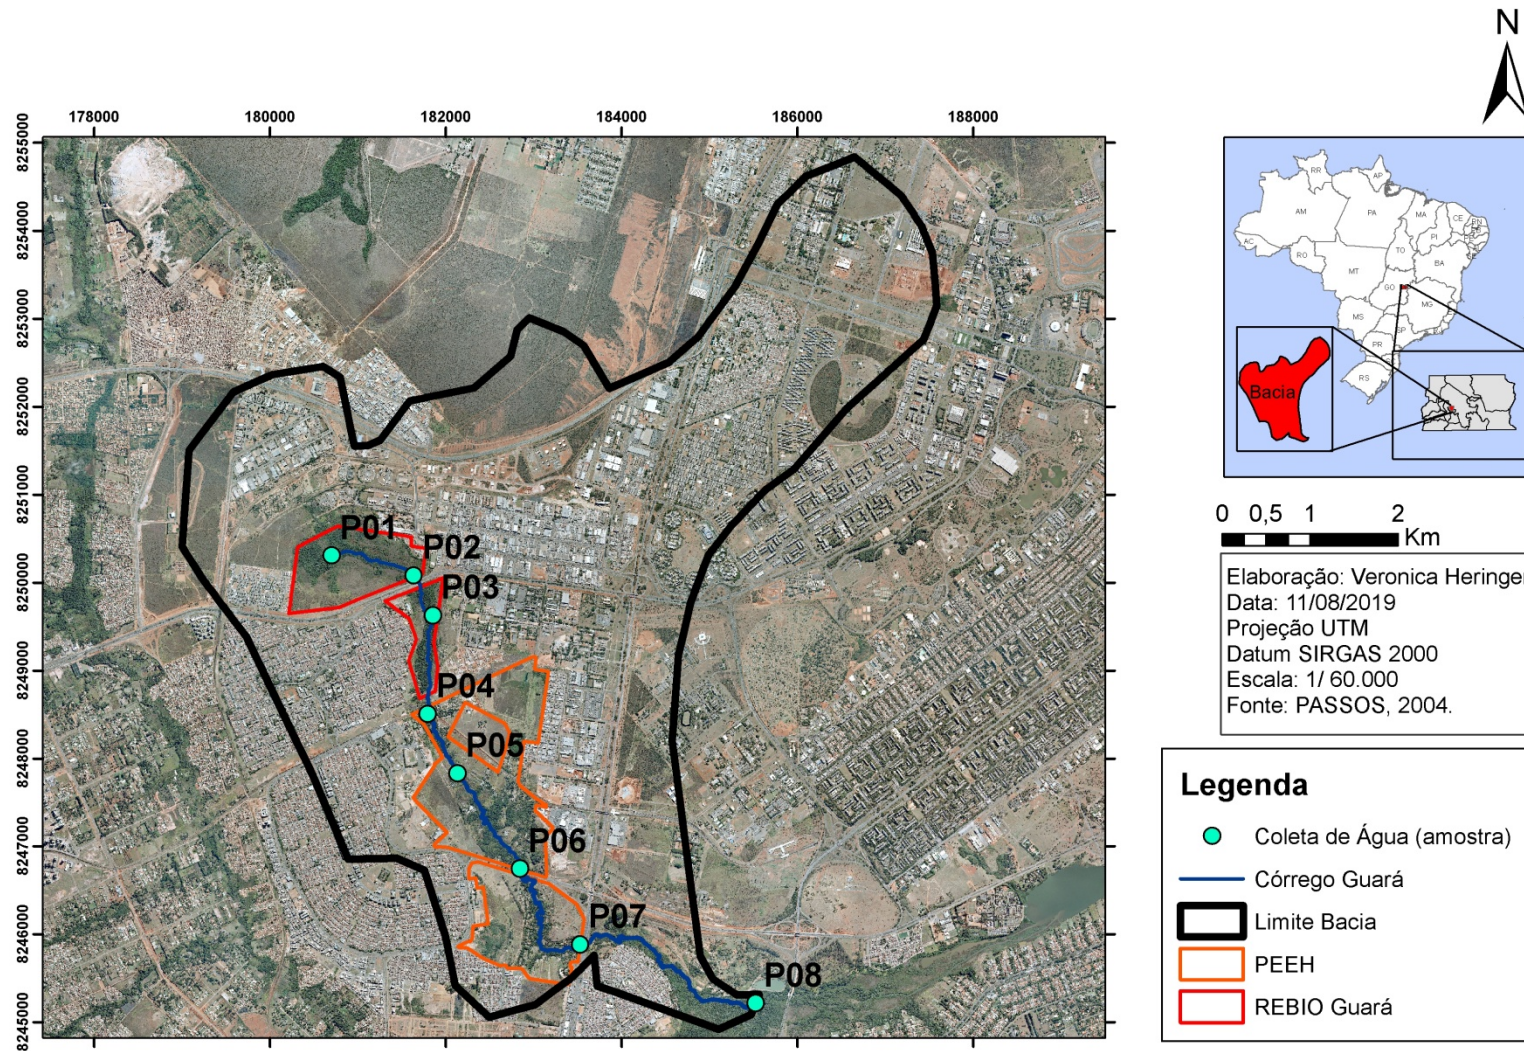 N
178000 180000 182000 184000 186000 188000
8255000
8254000
8253000
8252000
8251000
8250000
8249000
8248000
8247000
8246000
8245000
P01
P02
P03
P04
P05
P06
P07
P08
RR
AP
AM
PA
MA
CE
RN
PI
AC
RO
TO
BA
MT
GO
MG
MS
SP
PR
RS
Bacia
0 0,5 1 2
Km
Elaboração: Veronica Heringer
Data: 11/08/2019
Projeção UTM
Datum SIRGAS 2000
Escala: 1/ 60.000
Fonte: PASSOS, 2004.
Legenda
Coleta de Água (amostra)
Córrego Guará
Limite Bacia
PEEH
REBIO Guará